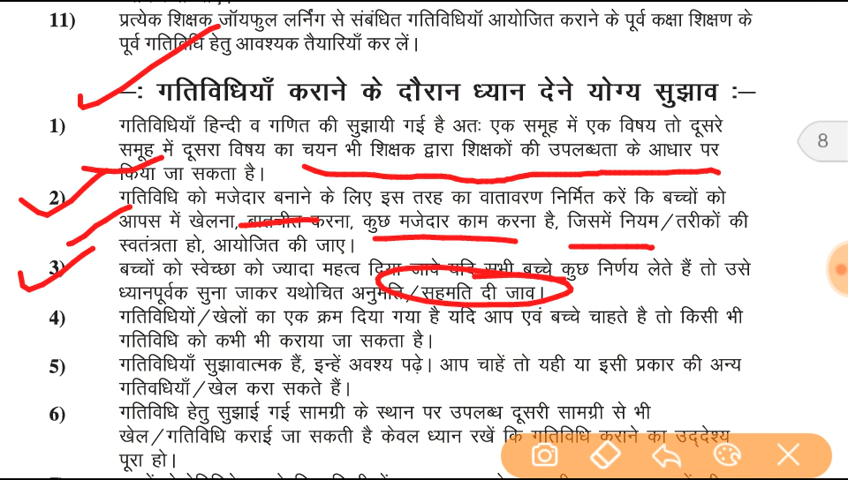 11) प्रत्येक शिक्षक जॉयफुल लर्निंग से संबंधित गतिविधियॉ आयोजित कराने के पूर्व कक्षा शिक्षण के
पूर्व गतिविधि हेतु आवश्यक तैयारियाँ कर लें।
–: गतिविधियाँ कराने के दौरान ध्यान देने योग्य सुझाव :–
1) गतिविधियाँ हिन्दी व गणित की सुझायी गई है अतः एक समूह में एक विषय तो दूसरे
समूह में दूसरा विषय का चयन भी शिक्षक द्वारा शिक्षकों की उपलब्धता के आधार पर
किया जा सकता है।
2) गतिविधि को मजेदार बनाने के लिए इस तरह का वातावरण निर्मित करें कि बच्चों को
आपस में खेलना, बातचीत करना, कुछ मजेदार काम करना है, जिसमें नियम/तरीकों की
स्वतंत्रता हो, आयोजित की जाए।
3) बच्चों को स्वेच्छा को ज्यादा महत्व दिया जावे यदि सभी बच्चे कुछ निर्णय लेते हैं तो उसे
ध्यानपूर्वक सुना जाकर यथोचित अनुमति/सहमति दी जाव।
4) गतिविधियों/खेलों का एक क्रम दिया गया है यदि आप एवं बच्चे चाहते है तो किसी भी
गतिविधि को कभी भी कराया जा सकता है।
5) गतिविधियाँ सुझावात्मक हैं, इन्हें अवश्य पढ़े। आप चाहें तो यही या इसी प्रकार की अन्य
गतिवधियाँ/खेल करा सकते हैं।
6) गतिविधि हेतु सुझाई गई सामग्री के स्थान पर उपलब्ध दूसरी सामग्री से भी
खेल/गतिविधि कराई जा सकती है केवल ध्यान रखें कि गतिविधि कराने का उद्देश्य
पूरा हो।
8